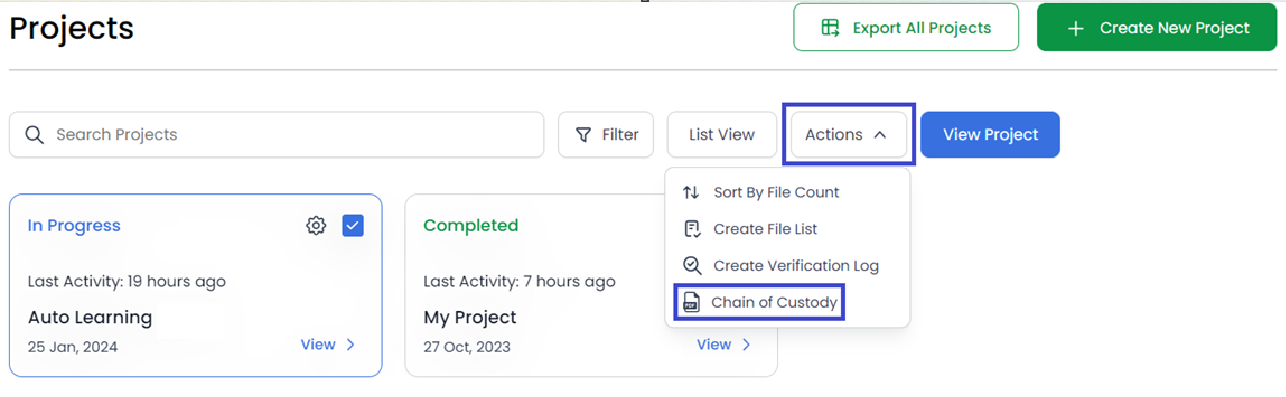 Projects
Export All Projects
+ Create New Project
Search Projects
Filter
List View
Actions
View Project
Sort By File Count
Create File List
Create Verification Log
PDF Chain of Custody
In Progress
Last Activity: 19 hours ago
Auto Learning
25 Jan, 2024
View >
Completed
Last Activity: 7 hours ago
My Project
27 Oct, 2023
View >